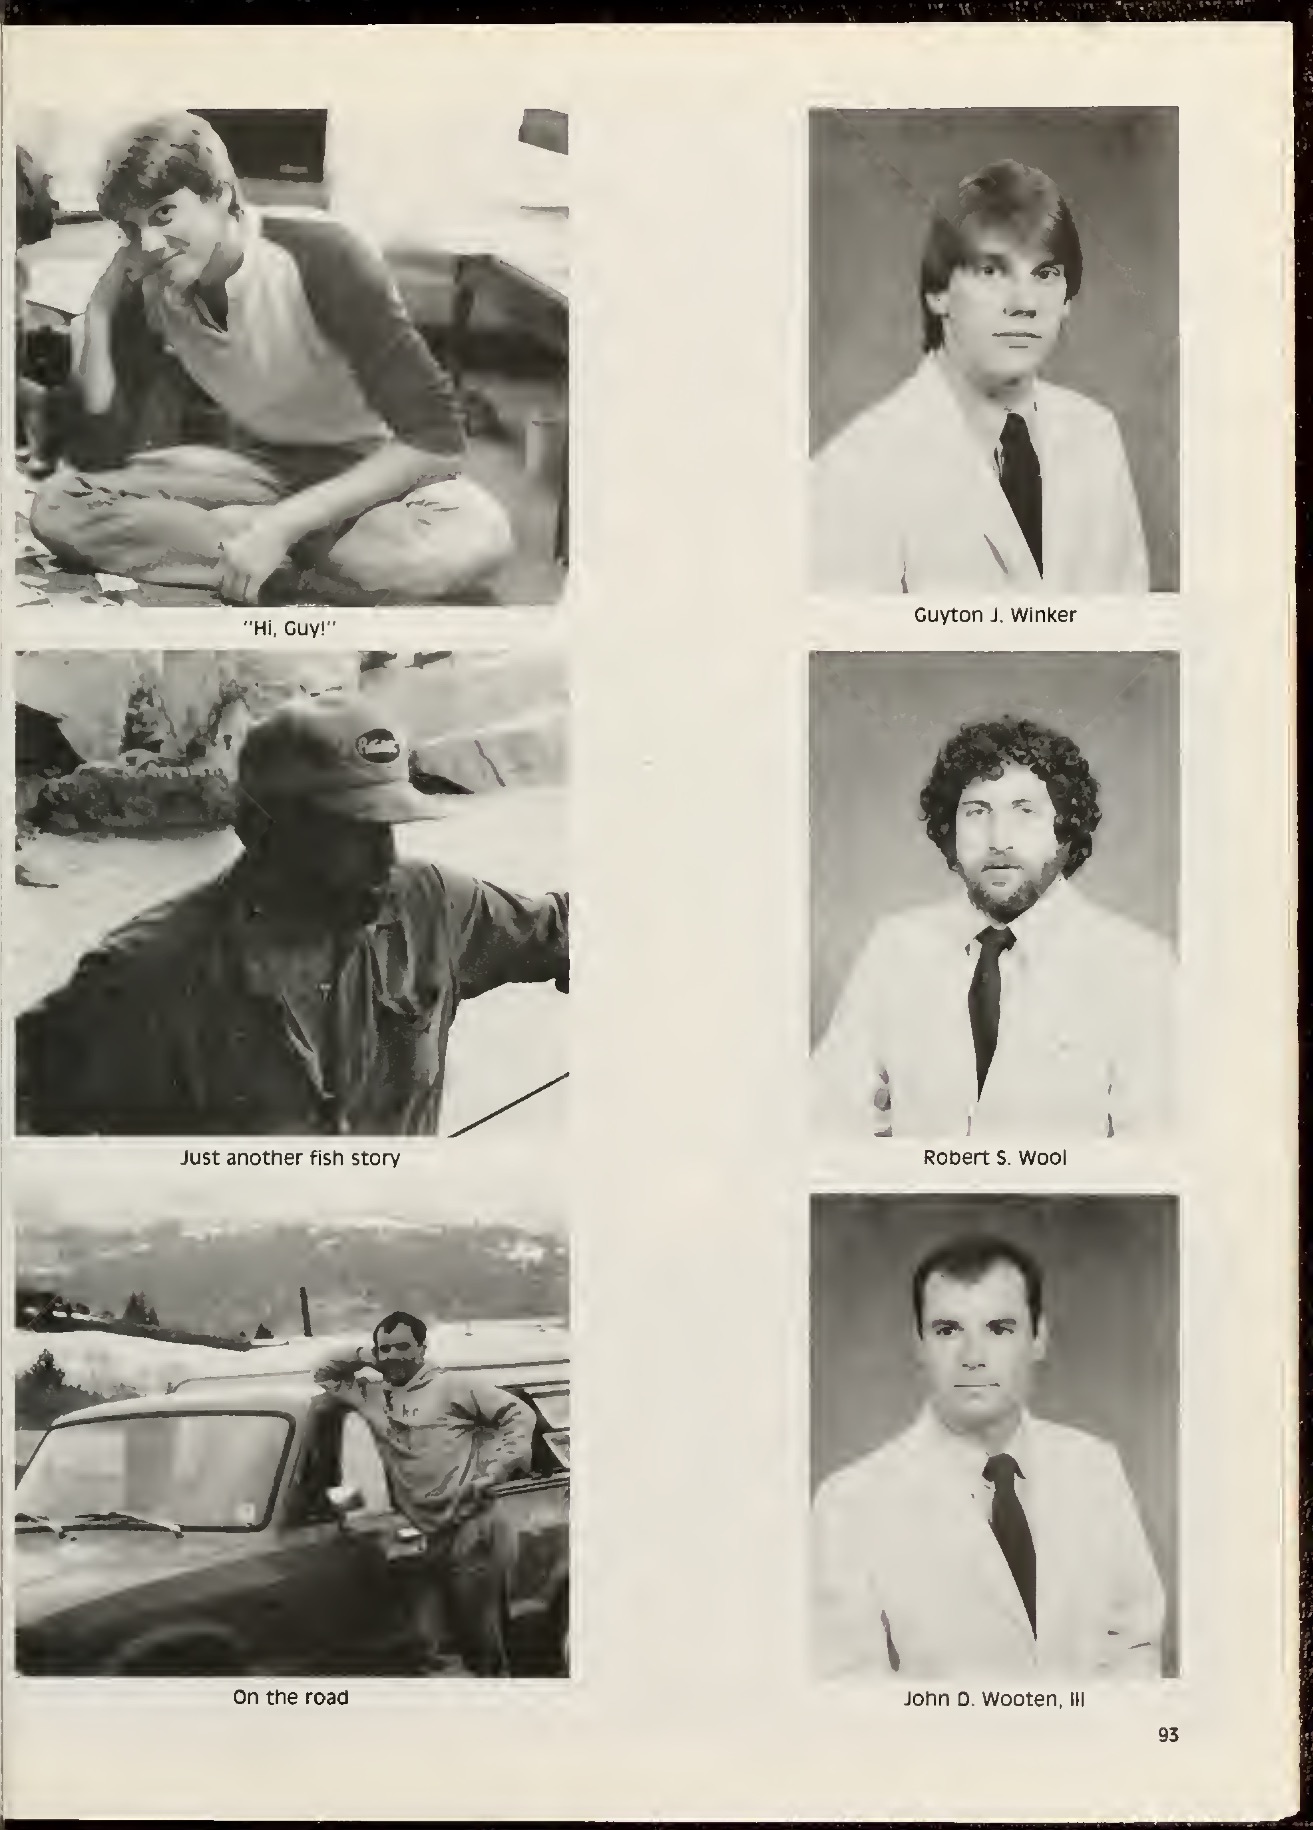 "Hi, Guy!"
Guyton J. Winker
Just another fish story
Robert S. Wool
On the road
John D. Wooten, III
93